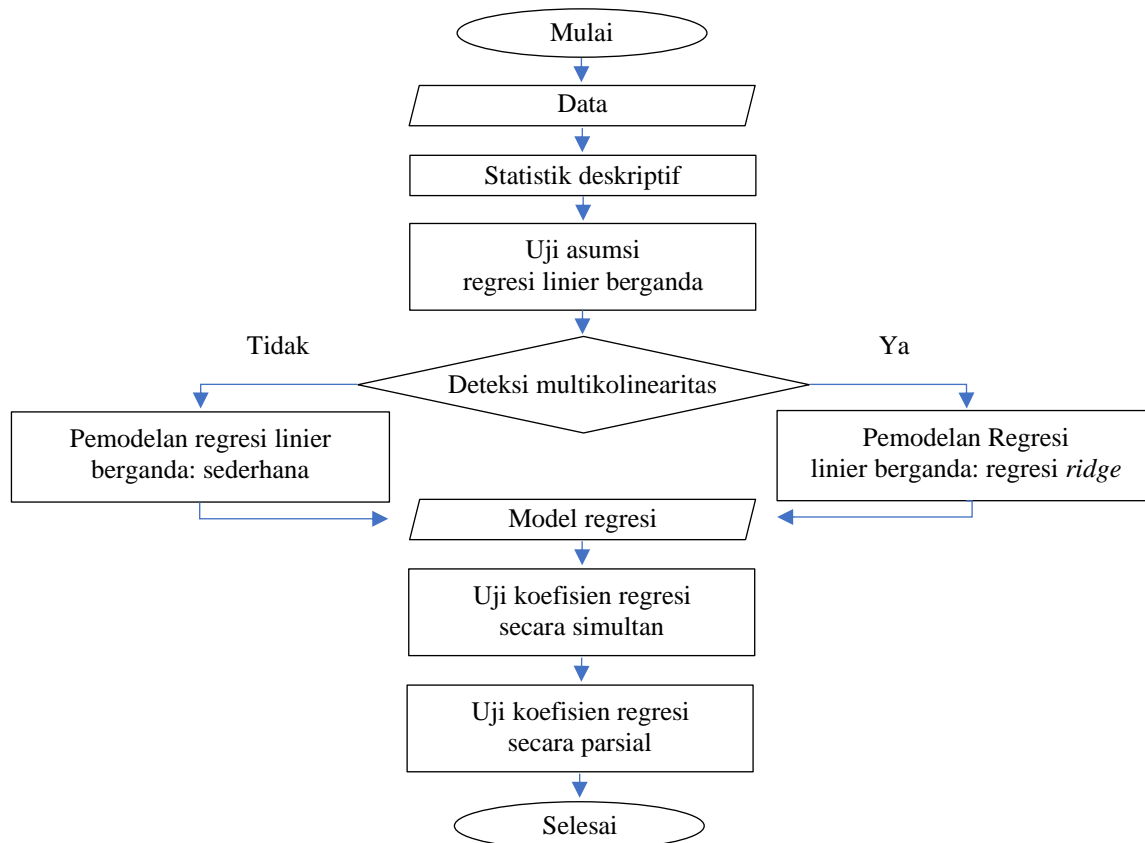 Mulai
Data
Statistik deskriptif
Uji asumsi
regresi linier berganda
Tidak
Ya
Deteksi multikolinearitas
Pemodelan regresi linier
berganda: sederhana
Pemodelan Regresi
linier berganda: regresi ridge
Model regresi
Uji koefisien regresi
secara simultan
Uji koefisien regresi
secara parsial
Selesai